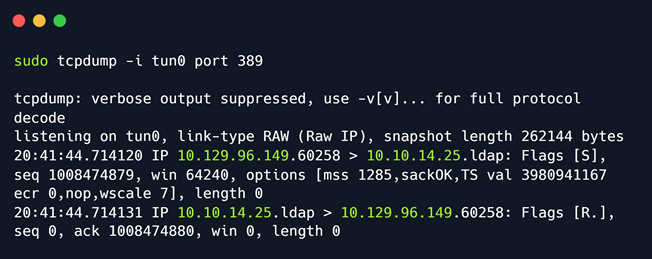 sudo tcpdump -i tun0 port 389
tcpdump: verbose output suppressed, use -v[v]... for full protocol
decode
listening on tun0, link-type RAW (Raw IP), snapshot length 262144 bytes
20:41:44.714120 IP 10.129.96.149.60258 > 10.10.14.25.ldap: Flags [S],
seq 1008474879, win 64240, options [mss 1285,sackOK,TS val 3980941167
ecr 0,nop,wscale 7], length 0
20:41:44.714131 IP 10.10.14.25.ldap > 10.129.96.149.60258: Flags [R.],
seq 0, ack 1008474880, win 0, length 0